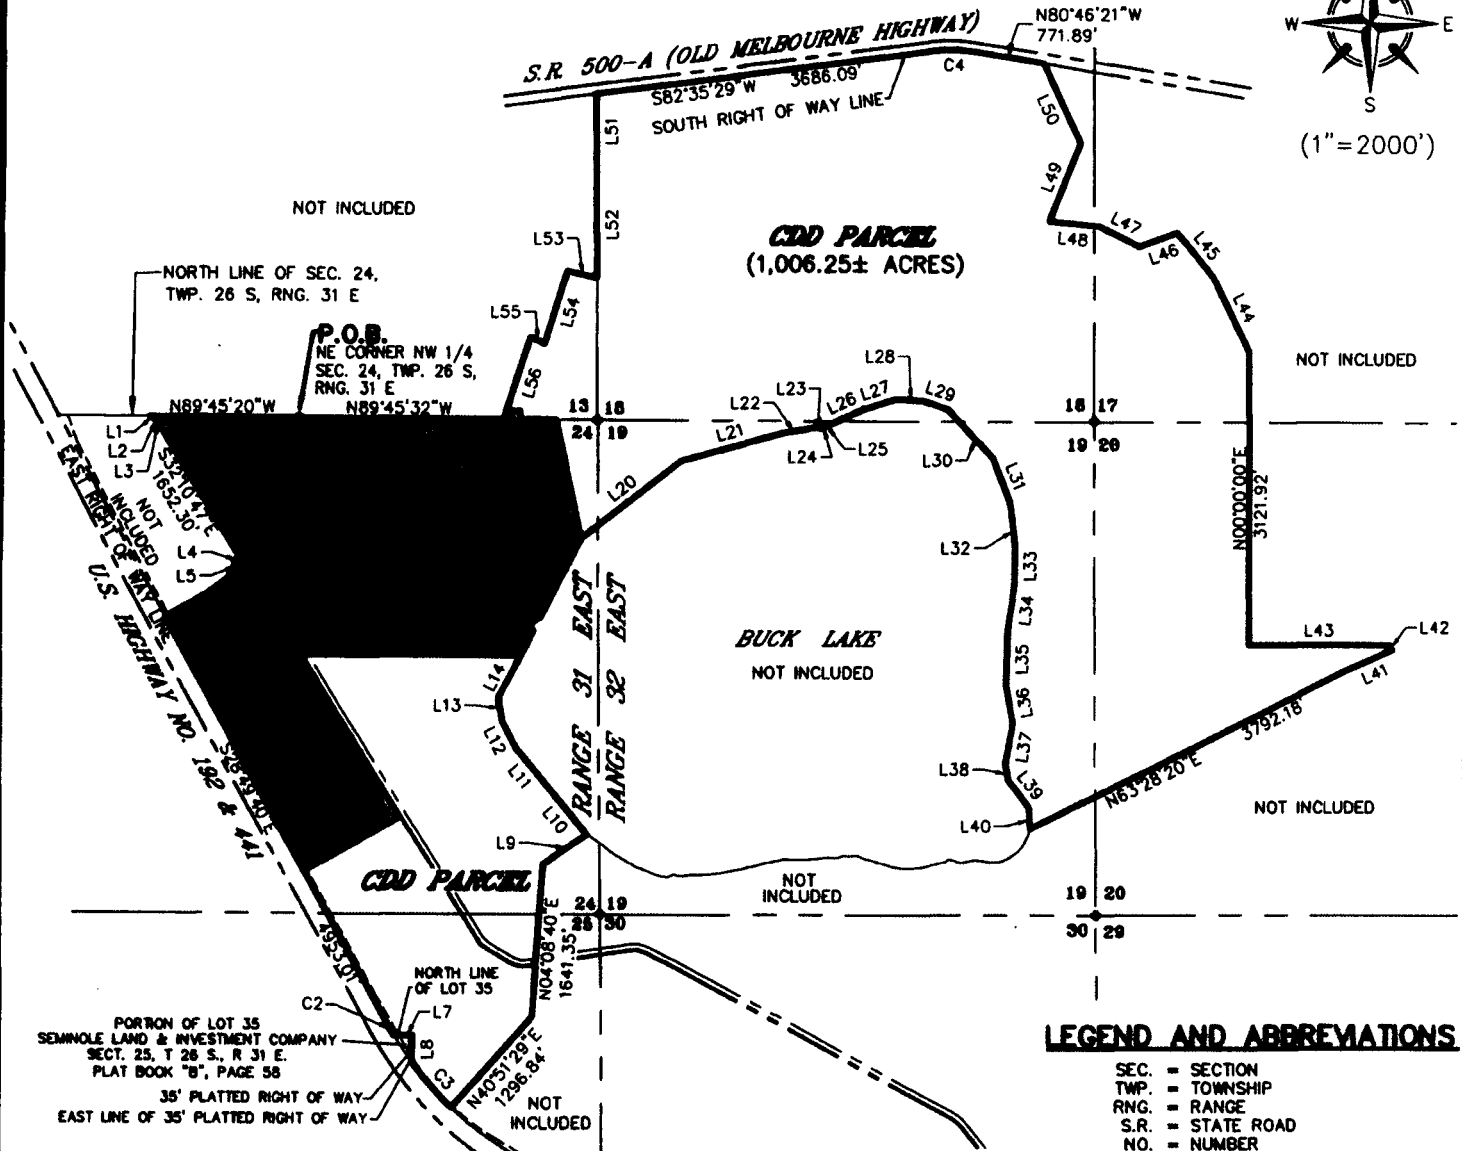 S.R. 500-A (OLD MELBOURNE HIGHWAY)
N80°46'21"W
771.89'
W
E
S
(1"=2000')
S82°35'29"W 3686.09'
C4
SOUTH RIGHT OF WAY LINE
L51
L50
L49
NOT INCLUDED
L52
L53
CDD PARCEL
(1,006.25± ACRES)
L48
L47
L46
L45
NORTH LINE OF SEC. 24,
TWP. 26 S, RNG. 31 E
L54
L55
L44
P.O.B.
NE CORNER NW 1/4
SEC. 24, TWP. 26 S,
RNG. 31 E
L56
L28
NOT INCLUDED
N89°45'20"W
N89°45'32"W
L23
L26
L27
L29
L22
13 18
24 19
18 17
19 20
L1
L2
L3
L21
L24
L25
L30
S32°10'47"E
1652.30'
L20
L31
NOT
INCLUDED
EAST RIGHT OF WAY LINE
L4
L5
L32
L33
N00°00'00"E
3121.92'
U.S. HIGHWAY NO. 192 & 441
RANGE 31 EAST
RANGE 32 EAST
L34
BUCK LAKE
NOT INCLUDED
L35
L43
L42
L14
L13
L36
L41
L12
L37
3792.18'
S28°49'40"E
L11
L38
L39
N63°28'20"E
L10
L40
NOT INCLUDED
L9
CDD PARCEL
NOT
INCLUDED
24 19
25 30
19 20
30 29
4953.01'
N04°08'40"E
1641.35'
NORTH LINE
OF LOT 35
C2
L7
PORTION OF LOT 35
SEMINOLE LAND & INVESTMENT COMPANY
SECT. 25, T 26 S., R 31 E.
PLAT BOOK "B", PAGE 58
L8
35' PLATTED RIGHT OF WAY
EAST LINE OF 35' PLATTED RIGHT OF WAY
C3
N40°51'29"E
1296.84'
NOT
INCLUDED
LEGEND AND ABBREVIATIONS
SEC. = SECTION
TWP. = TOWNSHIP
RNG. = RANGE
S.R. = STATE ROAD
NO. = NUMBER